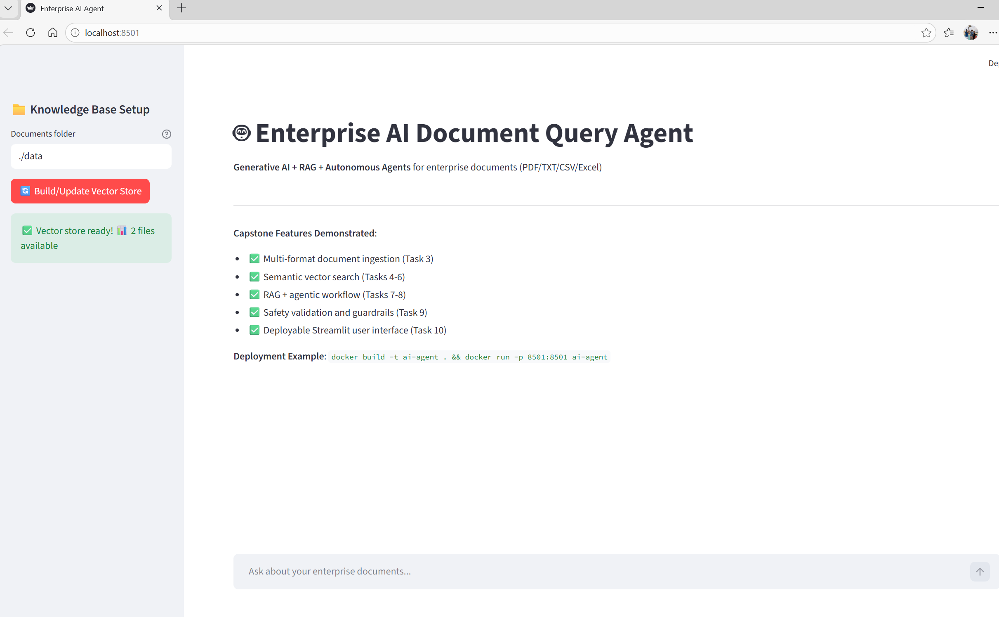 Enterprise AI Agent
localhost:8501
Knowledge Base Setup
Documents folder
./data
Build/Update Vector Store
Vector store ready! 2 files
available
Enterprise AI Document Query Agent
Generative AI + RAG + Autonomous Agents for enterprise documents (PDF/TXT/CSV/Excel)
Capstone Features Demonstrated:
Multi-format document ingestion (Task 3)
Semantic vector search (Tasks 4-6)
RAG + agentic workflow (Tasks 7-8)
Safety validation and guardrails (Task 9)
Deployable Streamlit user interface (Task 10)
Deployment Example: docker build -t ai-agent . && docker run -p 8501:8501 ai-agent
Ask about your enterprise documents...